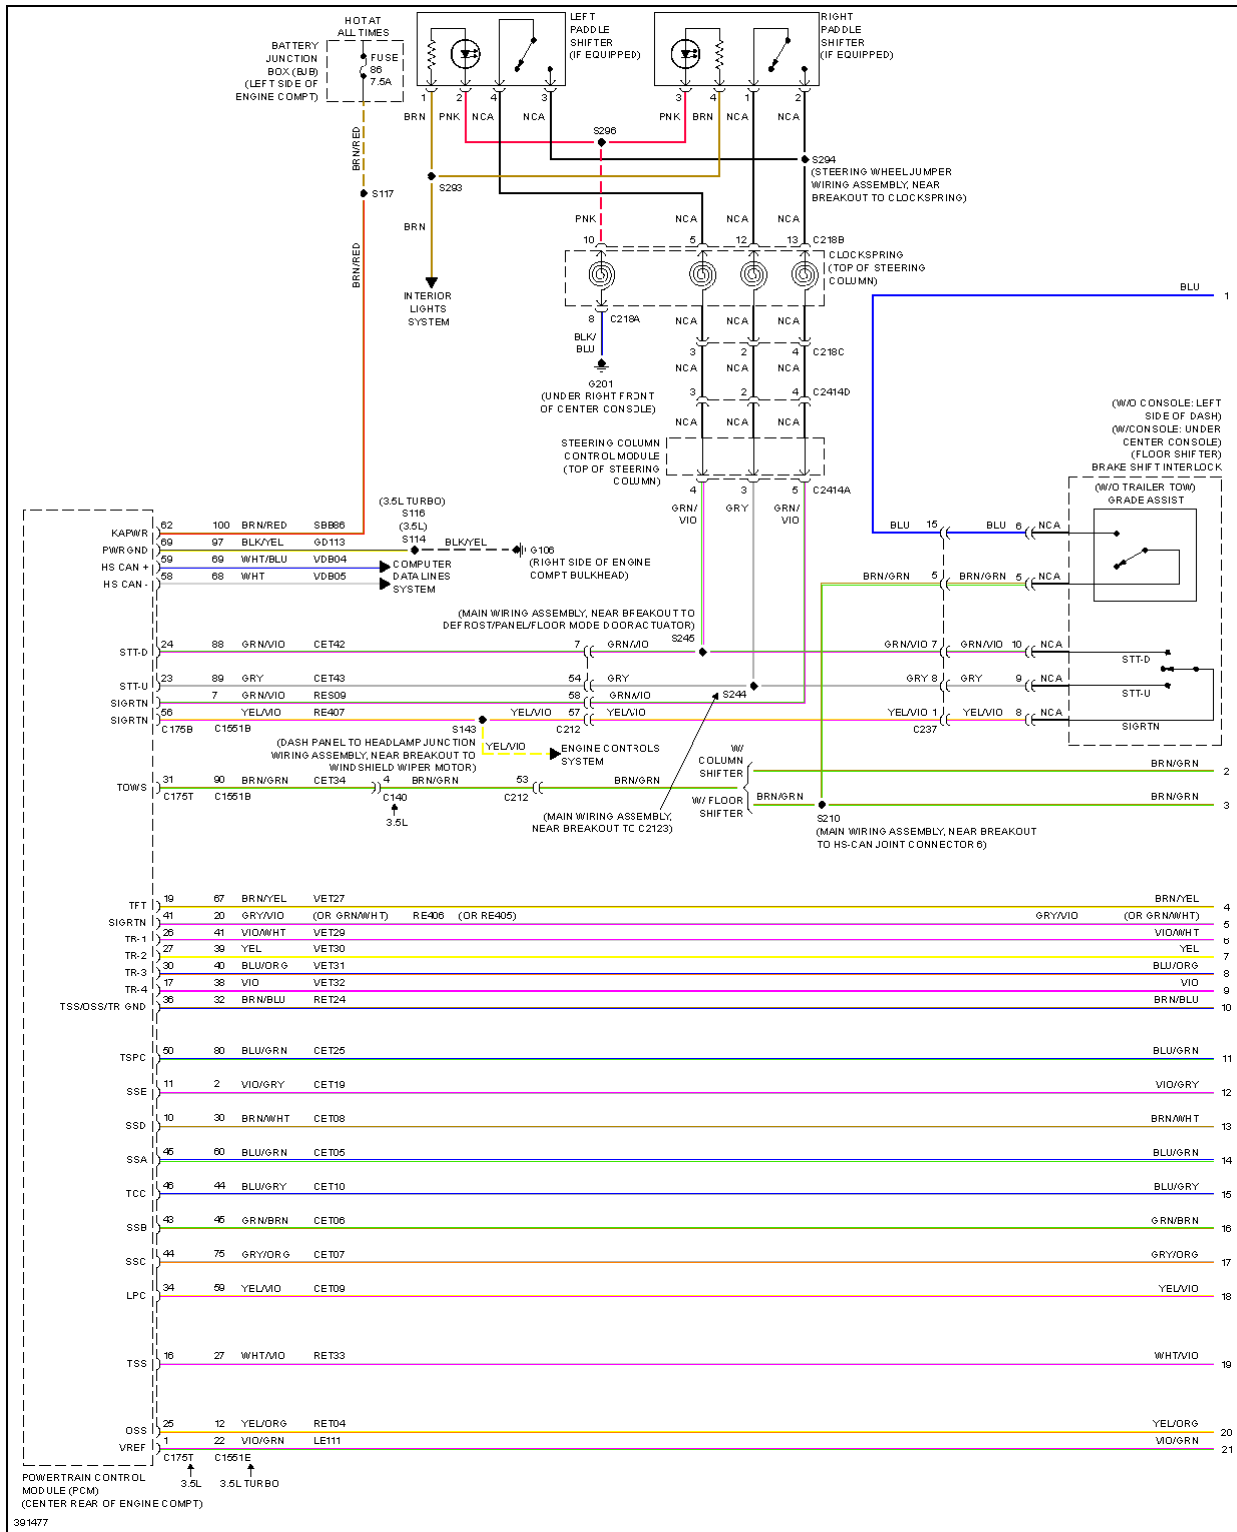 HOT AT
ALL TIMES
BATTERY
JUNCTION
BOX (BJB)
(LEFT SIDE OF
ENGINE COMPT)
FUSE
86
7.5A
LEFT
PADDLE
SHIFTER
(IF EQUIPPED)
RIGHT
PADDLE
SHIFTER
(IF EQUIPPED)
1 2 4 3
3 4 1 2
BRN PNK NCA NCA
PNK BRN NCA NCA
BRN/RED
S296
S294
(STEERING WHEEL JUMPER
WIRING ASSEMBLY, NEAR
BREAKOUT TO CLOCKSPRING)
S117
S293
BRN/RED
BRN
PNK NCA NCA NCA
10 5 12 13 C218B
CLOCKSPRING
(TOP OF STEERING
COLUMN)
INTERIOR
LIGHTS
SYSTEM
BLU 1
8 C218A
NCA NCA NCA
BLK/
BLU
3 2 4 C218C
G201
(UNDER RIGHT FRONT
OF CENTER CONSOLE)
NCA NCA NCA
3 2 4 C2414D
NCA NCA NCA
STEERING COLUMN
CONTROL MODULE
(TOP OF STEERING
COLUMN)
4 3 5 C2414A
GRN/
VIO
GRY
GRN/
VIO
(W/O CONSOLE: LEFT
SIDE OF DASH)
(W/CONSOLE: UNDER
CENTER CONSOLE)
(FLOOR SHIFTER)
BRAKE SHIFT INTERLOCK
(W/O TRAILER TOW)
GRADE ASSIST
(3.5L TURBO)
S116
(3.5L)
S114
KAPWR 62 100 BRN/RED SBB86
PWRGND 69 97 BLK/YEL GD113
BLK/YEL
G106
(RIGHT SIDE OF ENGINE
COMPT BULKHEAD)
HS CAN + 59 69 WHT/BLU VDB04
HS CAN - 58 68 WHT VDB05
COMPUTER
DATA LINES
SYSTEM
BLU 15 BLU 6 NCA
BRN/GRN 5 BRN/GRN 5 NCA
(MAIN WIRING ASSEMBLY, NEAR BREAKOUT TO
DEFROST/PANEL/FLOOR MODE DOOR ACTUATOR)
S245
STT-D 24 88 GRN/VIO CET42 7 GRN/VIO GRN/VIO 7 GRN/VIO 10 NCA STT-D
STT-U 23 89 GRY CET43 54 GRY S244 GRY 8 GRY 9 NCA STT-U
SIGRTN 7 GRN/VIO RES09 58 GRN/VIO
SIGRTN 56 YEL/VIO RE407 YEL/VIO 57 YEL/VIO YEL/VIO 1 YEL/VIO 8 NCA SIGRTN
C175B C1551B S143 C212 C237
(DASH PANEL TO HEADLAMP JUNCTION
WIRING ASSEMBLY, NEAR BREAKOUT TO
WINDSHIELD WIPER MOTOR)
YEL/VIO
ENGINE CONTROLS
SYSTEM
W/
COLUMN
SHIFTER
BRN/GRN 2
TOWS 31 90 BRN/GRN CET34 4 BRN/GRN 53 BRN/GRN
C175T C1551B C140 C212
3.5L
W/ FLOOR
SHIFTER
BRN/GRN
BRN/GRN 3
(MAIN WIRING ASSEMBLY,
NEAR BREAKOUT TO C2123)
S210
(MAIN WIRING ASSEMBLY, NEAR BREAKOUT
TO HS-CAN JOINT CONNECTOR 6)
TFT 19 67 BRN/YEL VET27 BRN/YEL 4
SIGRTN 41 20 GRY/VIO (OR GRN/WHT) RE406 (OR RE405) GRY/VIO (OR GRN/WHT) 5
TR-1 26 41 VIO/WHT VET29 VIO/WHT 6
TR-2 27 39 YEL VET30 YEL 7
TR-3 30 40 BLU/ORG VET31 BLU/ORG 8
TR-4 17 38 VIO VET32 VIO 9
TSS/OSS/TR GND 36 32 BRN/BLU RET24 BRN/BLU 10
TSPC 50 80 BLU/GRN CET25 BLU/GRN 11
SSE 11 2 VIO/GRY CET19 VIO/GRY 12
SSD 10 30 BRN/WHT CET08 BRN/WHT 13
SSA 45 60 BLU/GRN CET05 BLU/GRN 14
TCC 46 44 BLU/GRY CET10 BLU/GRY 15
SSB 43 45 GRN/BRN CET06 GRN/BRN 16
SSC 44 75 GRY/ORG CET07 GRY/ORG 17
LPC 34 59 YEL/VIO CET09 YEL/VIO 18
TSS 16 27 WHT/VIO RET33 WHT/VIO 19
OSS 25 12 YEL/ORG RET04 YEL/ORG 20
VREF 1 22 VIO/GRN LE111 VIO/GRN 21
C175T C1551E
3.5L 3.5L TURBO
POWERTRAIN CONTROL
MODULE (PCM)
(CENTER REAR OF ENGINE COMPT)
391477